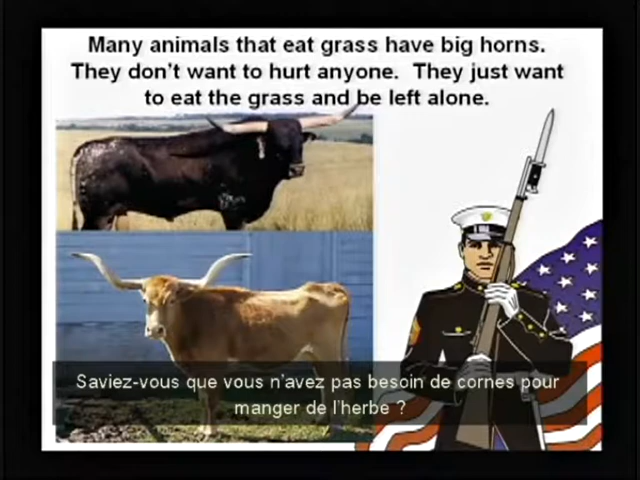 Many animals that eat grass have big horns.
They don't want to hurt anyone. They just want
to eat the grass and be left alone.
Saviez-vous que vous n'avez pas besoin de cornes pour
manger de l'herbe ?